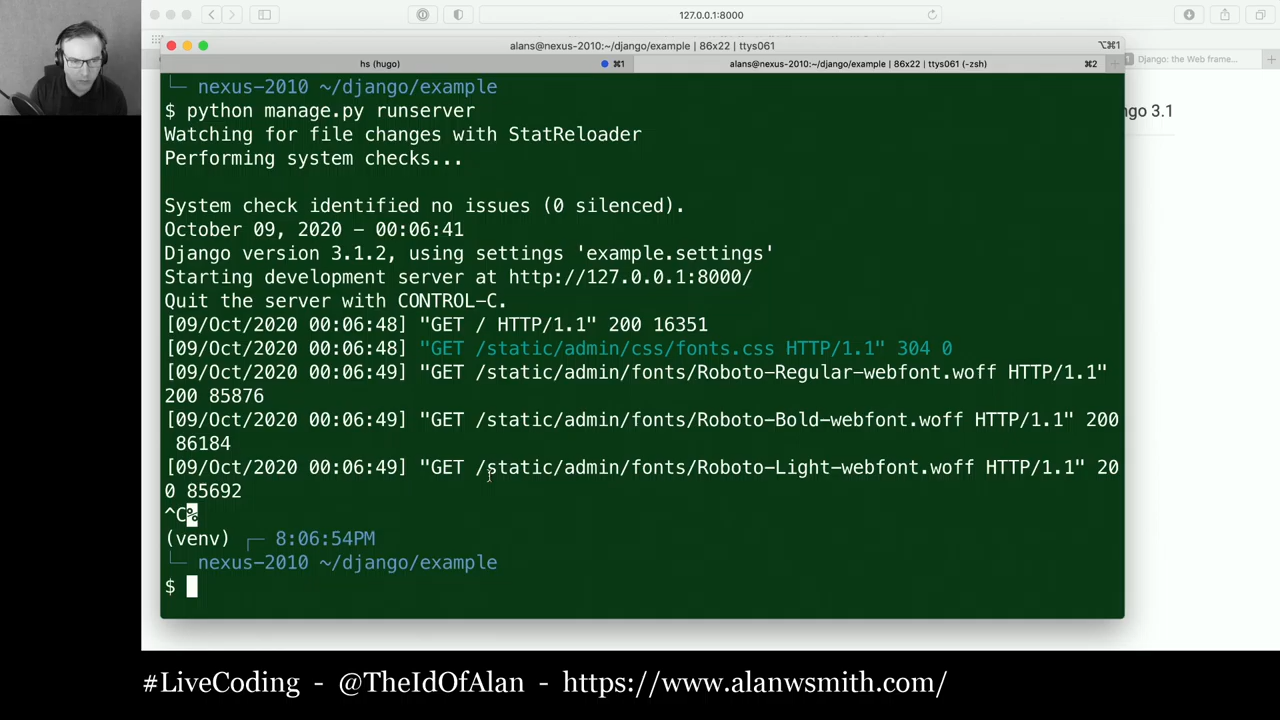 127.0.0.1:8000
alans@nexus-2010:~/django/example | 86x22 | ttys061
⌥⌘1
hs (hugo)
⌘1
alans@nexus-2010:~/django/example | 86x22 | ttys061 (-zsh)
⌘2
1
Django: the Web frame...
└─ nexus-2010 ~/django/example
ngo 3.1
$ python manage.py runserver
Watching for file changes with StatReloader
Performing system checks...
System check identified no issues (0 silenced).
October 09, 2020 - 00:06:41
Django version 3.1.2, using settings 'example.settings'
Starting development server at http://127.0.0.1:8000/
Quit the server with CONTROL-C.
[09/Oct/2020 00:06:48] "GET / HTTP/1.1" 200 16351
[09/Oct/2020 00:06:48] "GET /static/admin/css/fonts.css HTTP/1.1" 304 0
[09/Oct/2020 00:06:49] "GET /static/admin/fonts/Roboto-Regular-webfont.woff HTTP/1.1"
200 85876
[09/Oct/2020 00:06:49] "GET /static/admin/fonts/Roboto-Bold-webfont.woff HTTP/1.1" 200
86184
[09/Oct/2020 00:06:49] "GET /static/admin/fonts/Roboto-Light-webfont.woff HTTP/1.1" 20
0 85692
^C%
(venv) ┌─ 8:06:54PM
└─ nexus-2010 ~/django/example
$
#LiveCoding - @TheIdOfAlan - https://www.alanwsmith.com/